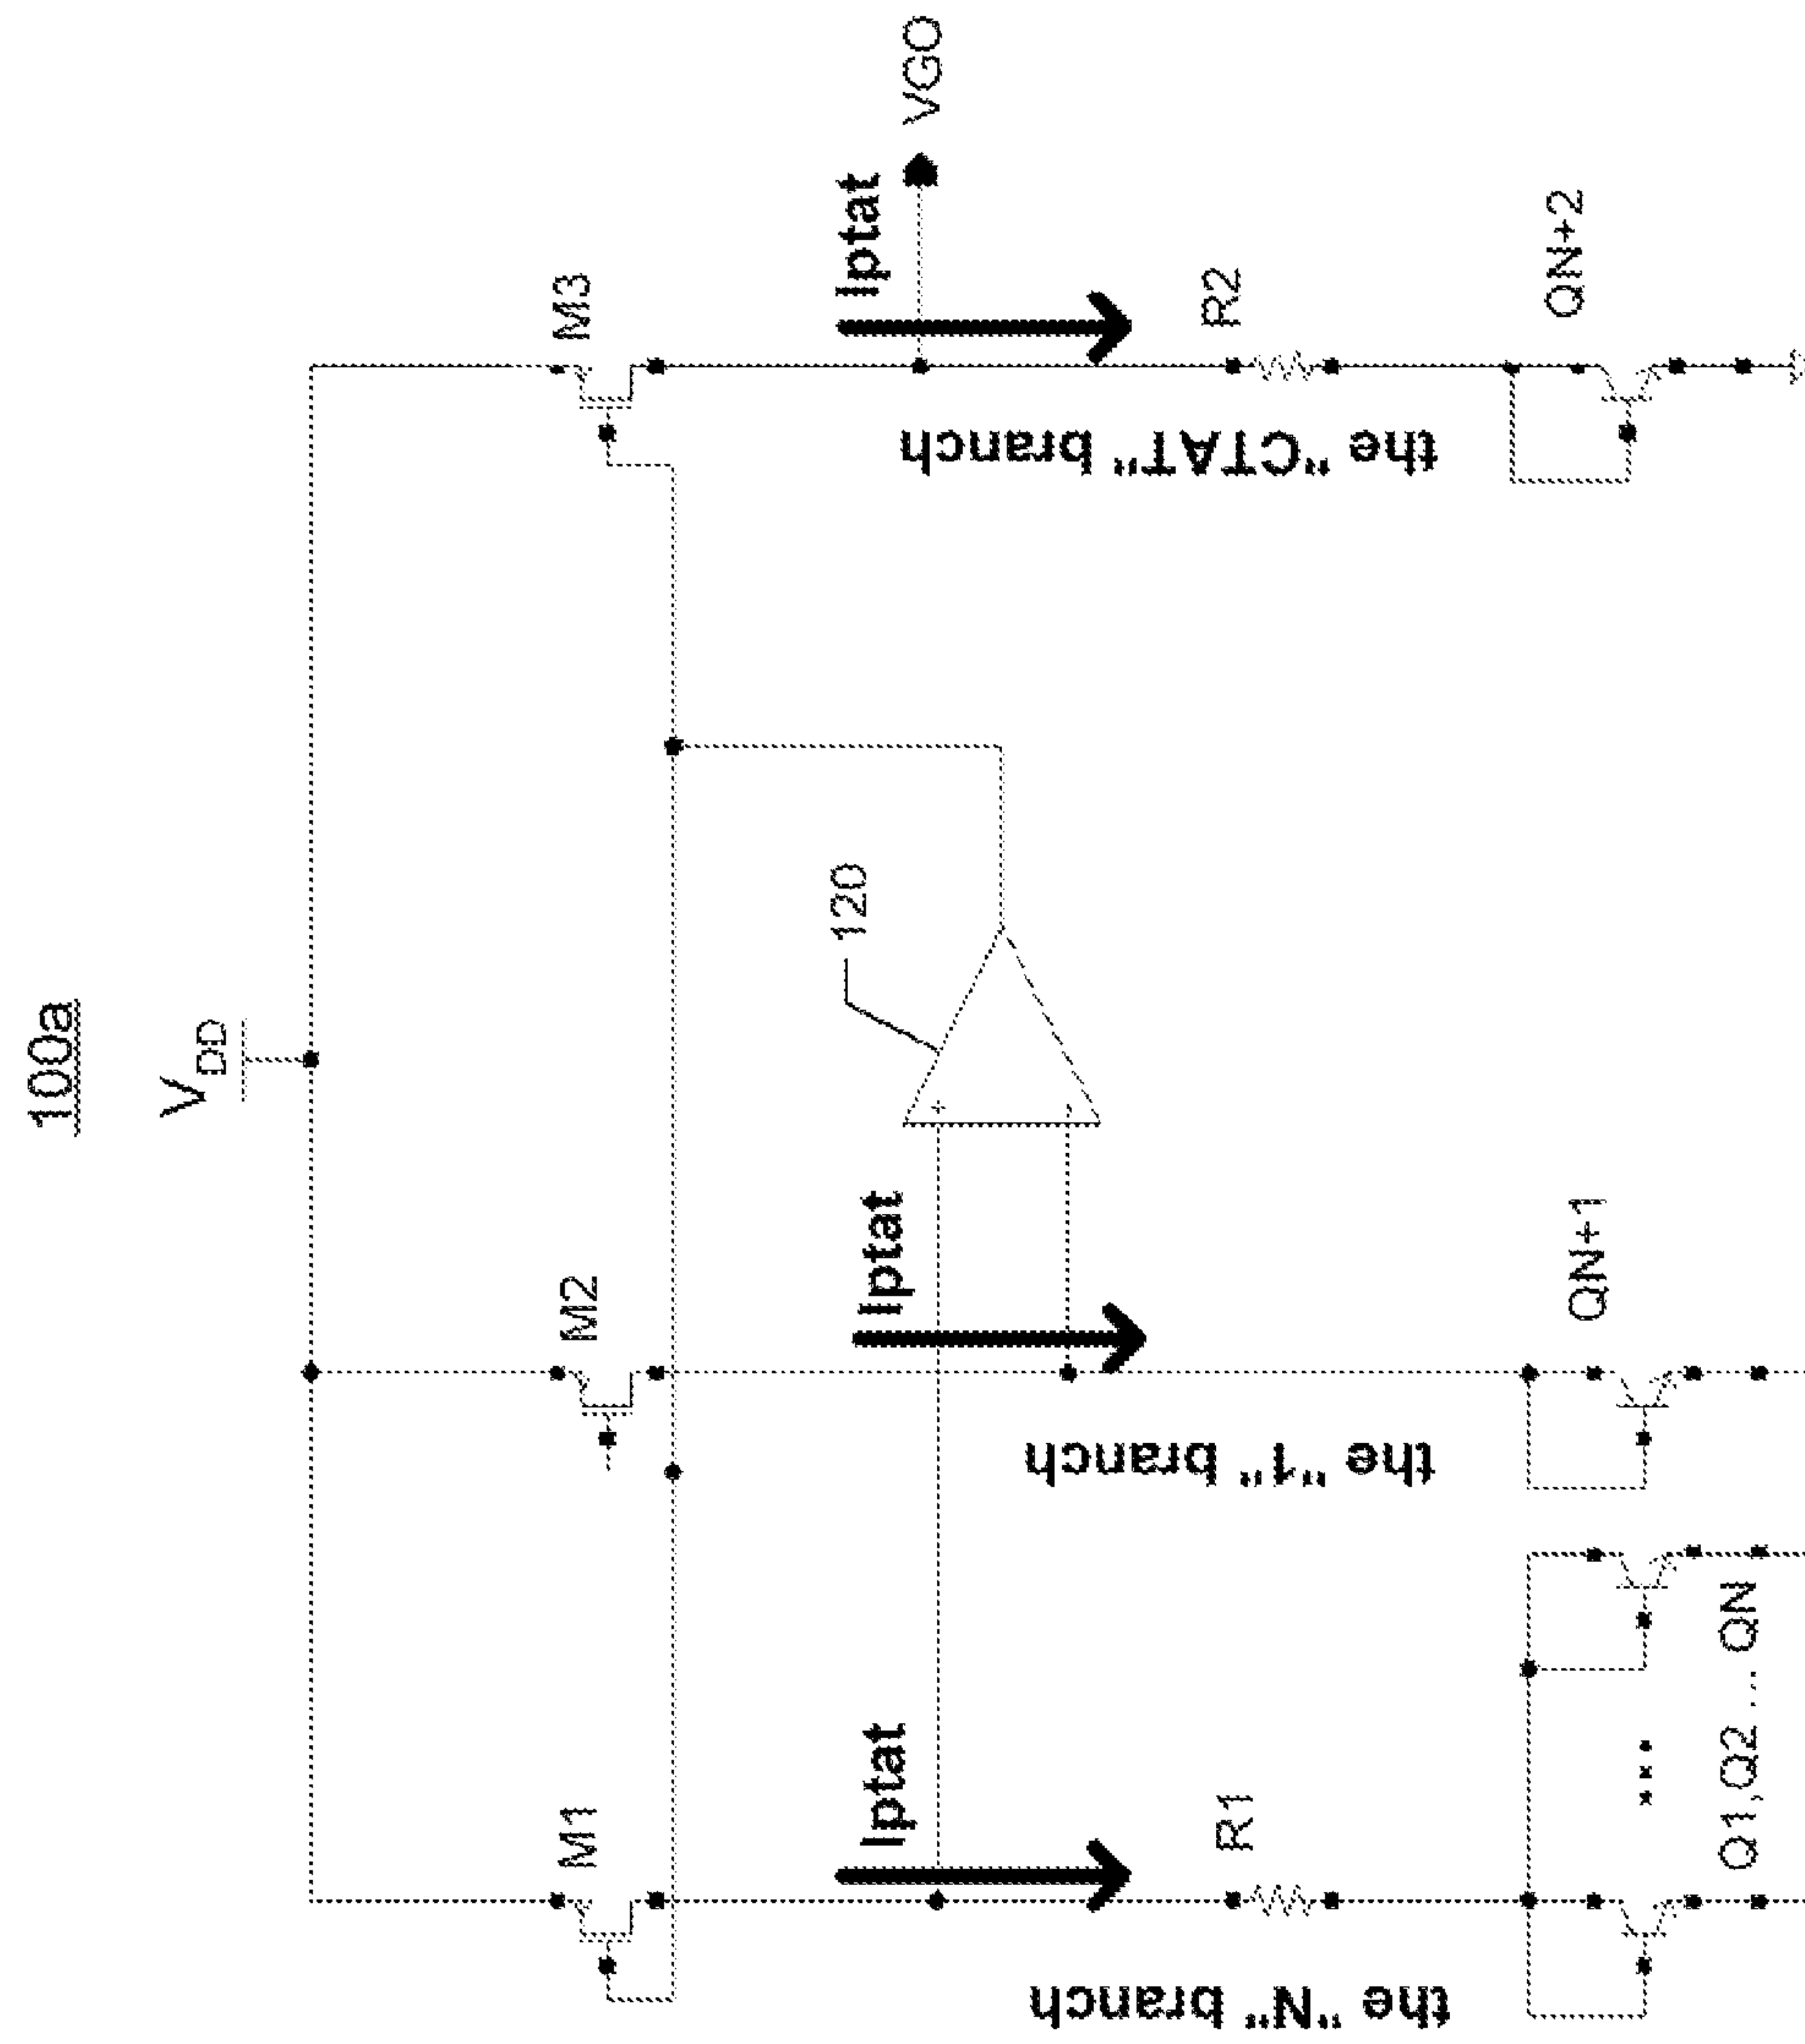 100a
VDD
M1
M2
M3
Iptat
Iptat
120
Iptat
VGO
R1
R2
the "N" branch
the "1" branch
the "CTAT" branch
Q1,Q2 ... QN
QN+1
QN+2